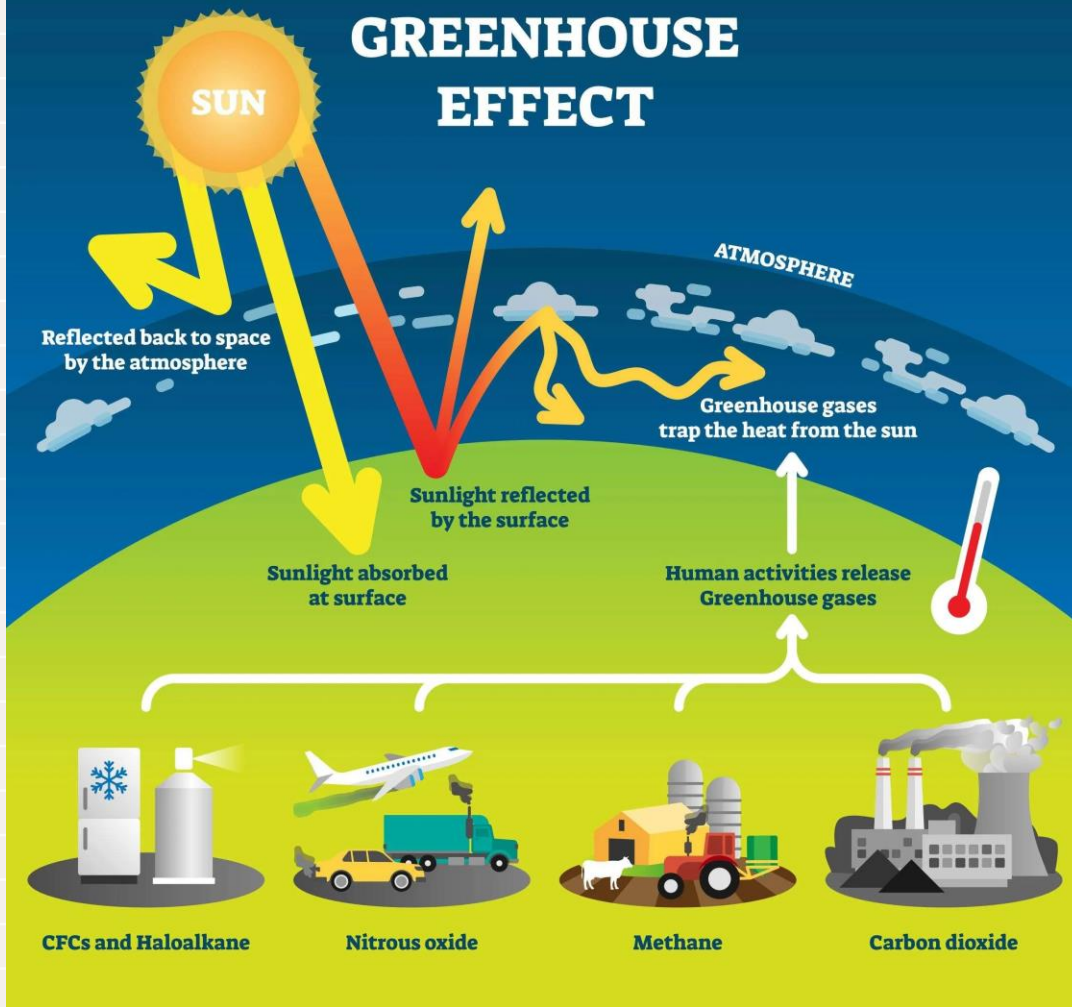 GREENHOUSE
EFFECT
SUN
ATMOSPHERE
Reflected back to space
by the atmosphere
Greenhouse gases
trap the heat from the sun
Sunlight reflected
by the surface
Sunlight absorbed
at surface
Human activities release
Greenhouse gases
CFCs and Haloalkane
Nitrous oxide
Methane
Carbon dioxide